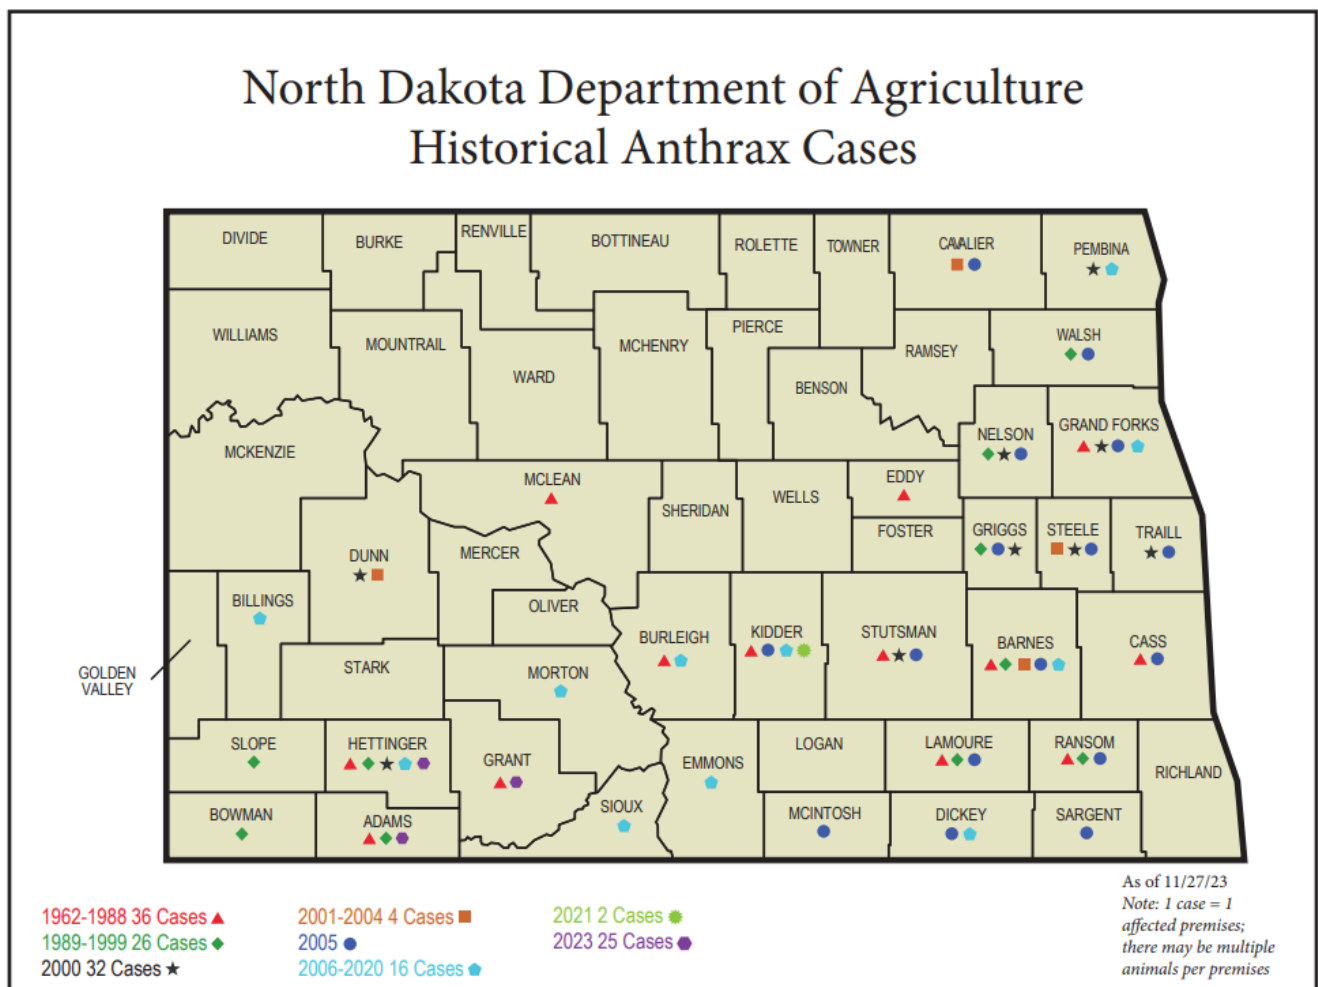 North Dakota Department of Agriculture
Historical Anthrax Cases
DIVIDE
BURKE
RENVILLE
BOTTINEAU
ROLETTE
TOWNER
CAVALIER
PEMBINA
WILLIAMS
MOUNTRAIL
WARD
MCHENRY
PIERCE
BENSON
RAMSEY
WALSH
MCKENZIE
NELSON
GRAND FORKS
MCLEAN
SHERIDAN
WELLS
EDDY
FOSTER
GRIGGS
STEELE
TRAILL
DUNN
MERCER
OLIVER
BILLINGS
GOLDEN
VALLEY
STARK
MORTON
BURLEIGH
KIDDER
STUTSMAN
BARNES
CASS
SLOPE
HETTINGER
GRANT
SIOUX
EMMONS
LOGAN
LAMOURE
RANSOM
RICHLAND
BOWMAN
ADAMS
MCINTOSH
DICKEY
SARGENT
1962-1988 36 Cases
1989-1999 26 Cases
2000 32 Cases
2001-2004 4 Cases
2005
2006-2020 16 Cases
2021 2 Cases
2023 25 Cases
As of 11/27/23
Note: 1 case = 1
affected premises;
there may be multiple
animals per premises